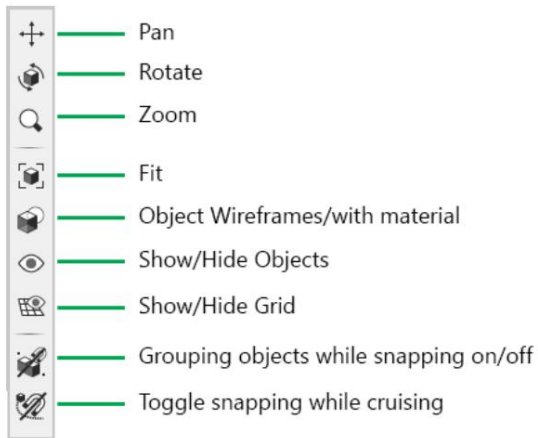 Pan
Rotate
Zoom
Fit
Object Wireframes/with material
Show/Hide Objects
Show/Hide Grid
Grouping objects while snapping on/off
Toggle snapping while cruising